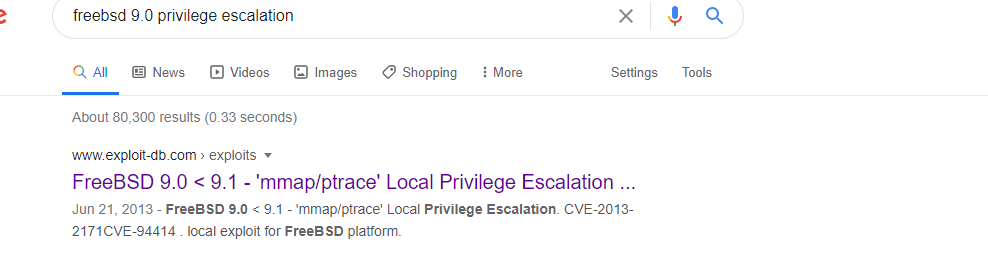 freebsd 9.0 privilege escalation
All News Videos Images Shopping More Settings Tools
About 80,300 results (0.33 seconds)
www.exploit-db.com › exploits
FreeBSD 9.0 < 9.1 - 'mmap/ptrace' Local Privilege Escalation ...
Jun 21, 2013 - FreeBSD 9.0 < 9.1 - 'mmap/ptrace' Local Privilege Escalation. CVE-2013-
2171CVE-94414 . local exploit for FreeBSD platform.